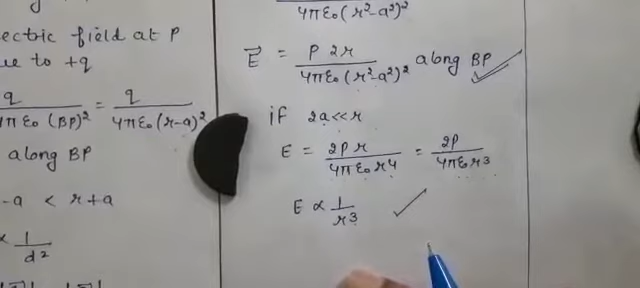 ectric field at P
ue to +q
q/4πε₀(BP)² = q/4πε₀(r-a)²
along BP
-a < r+a
∝ 1/d²
4πε₀(r²-a²)²
E⃗ = P 2r/4πε₀(r²-a²)² along BP
if 2a<<r
E = 2Pr/4πε₀r⁴ = 2P/4πε₀r³
E ∝ 1/r³